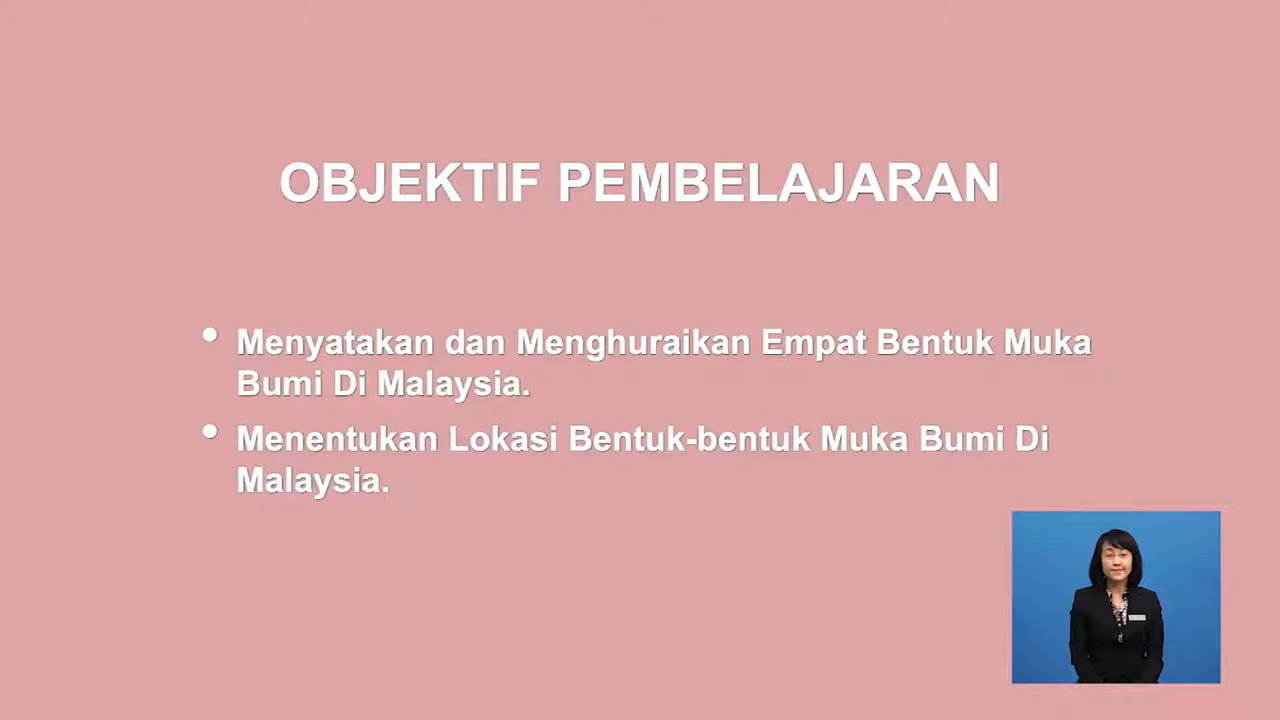 OBJEKTIF PEMBELAJARAN
• Menyatakan dan Menghuraikan Empat Bentuk Muka
Bumi Di Malaysia.
• Menentukan Lokasi Bentuk-bentuk Muka Bumi Di
Malaysia.